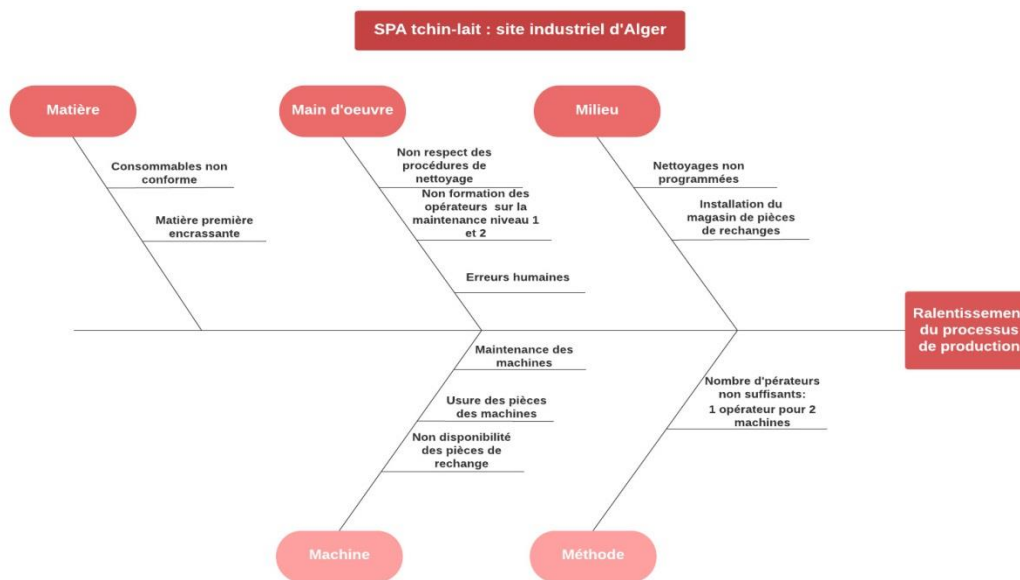 SPA tchin-lait : site industriel d'Alger
Matière
Main d'oeuvre
Milieu
Consommables non
conforme
Matière première
encrassante
Non respect des
procédures de
nettoyage
Non formation des
opérateurs sur la
maintenance niveau 1
et 2
Erreurs humaines
Nettoyages non
programmées
Installation du
magasin de pièces
de rechanges
Ralentissement
du processus
de production
Maintenance des
machines
Usure des pièces
des machines
Non disponibilité
des pièces de
rechange
Nombre d'pérateurs
non suffisants:
1 opérateur pour 2
machines
Machine
Méthode